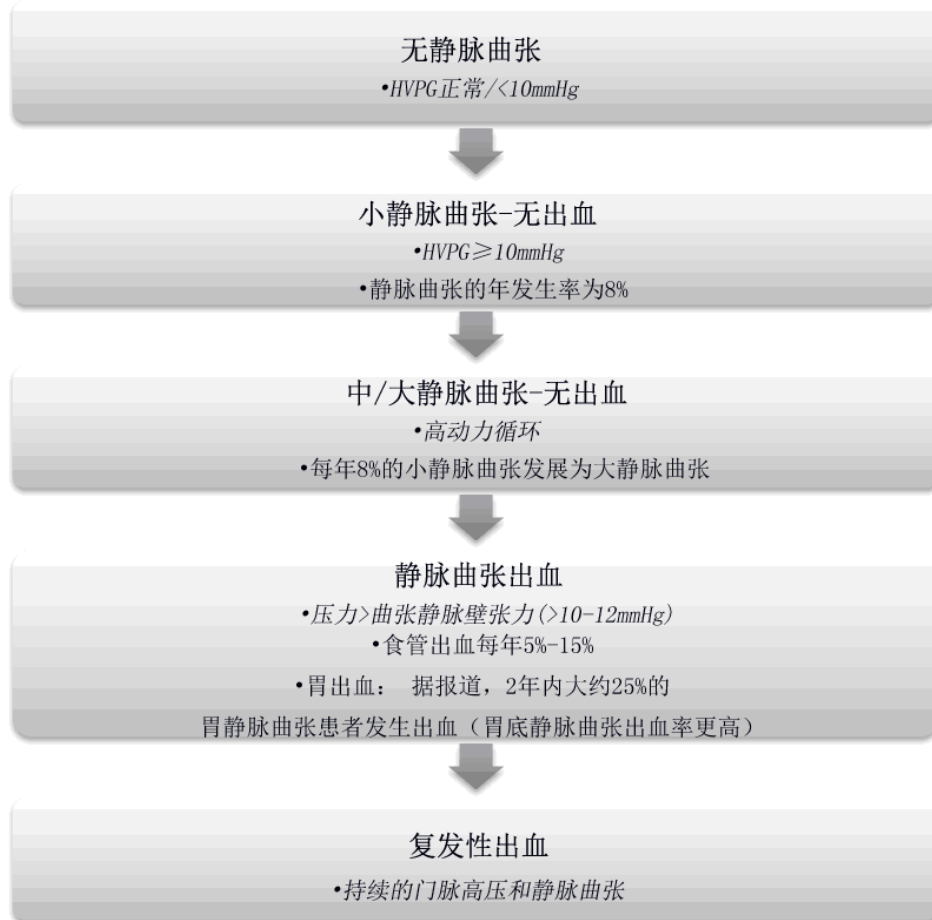 无静脉曲张
•HVPG正常/<10mmHg
小静脉曲张-无出血
•HVPG≥10mmHg
•静脉曲张的年发生率为8%
中/大静脉曲张-无出血
•高动力循环
•每年8%的小静脉曲张发展为大静脉曲张
静脉曲张出血
•压力>曲张静脉壁张力(>10-12mmHg)
•食管出血每年5%-15%
•胃出血： 据报道，2年内大约25%的
胃静脉曲张患者发生出血（胃底静脉曲张出血率更高）
复发性出血
•持续的门脉高压和静脉曲张